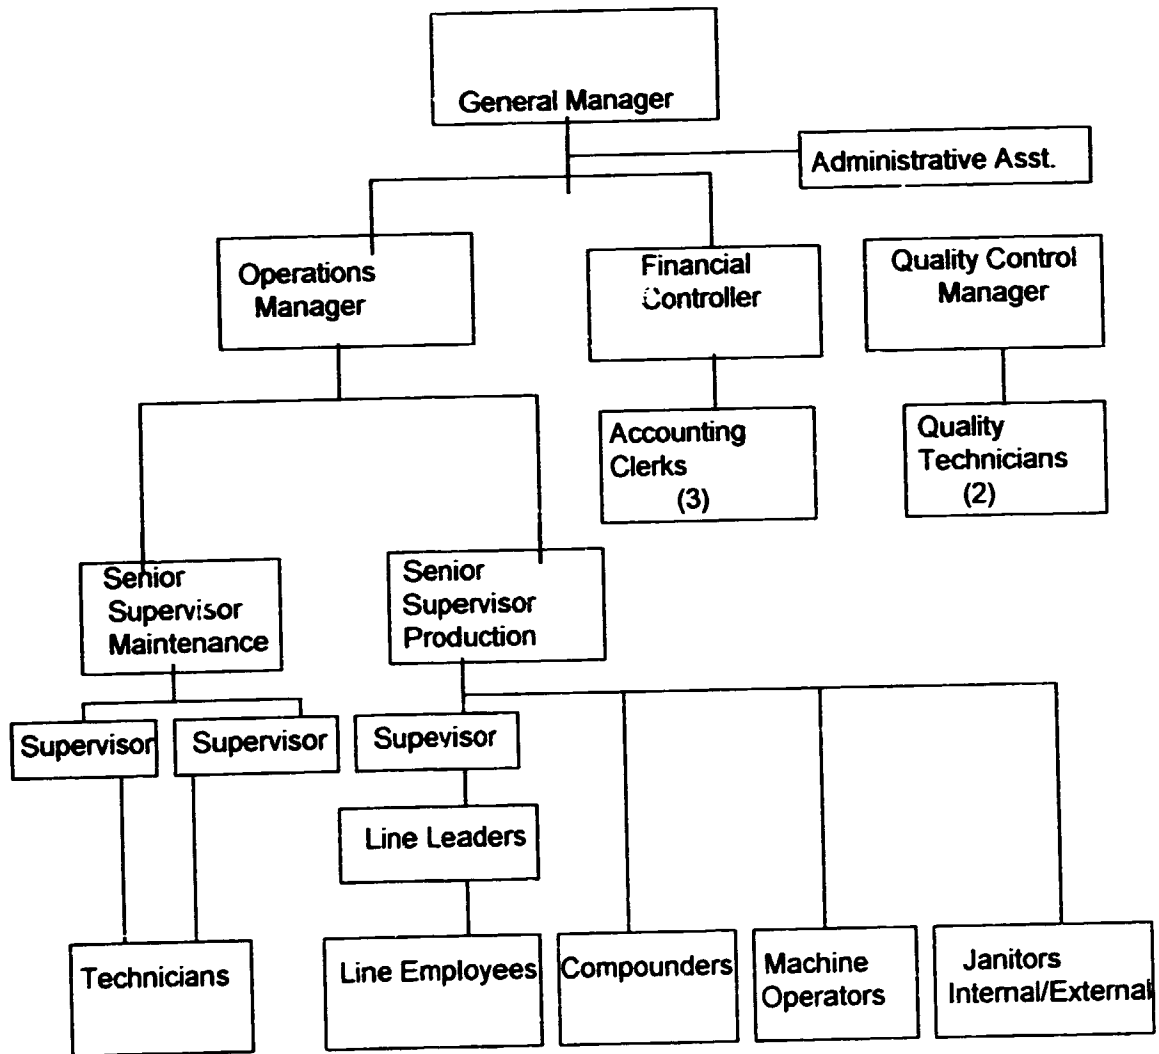 General Manager
Administrative Asst.
Operations
Manager
Financial
Controller
Quality Control
Manager
Accounting
Clerks
(3)
Quality
Technicians
(2)
Senior
Supervisor
Maintenance
Senior
Supervisor
Production
Supervisor
Supervisor
Supevisor
Line Leaders
Technicians
Line Employees
Compounders
Machine
Operators
Janitors
Internal/External